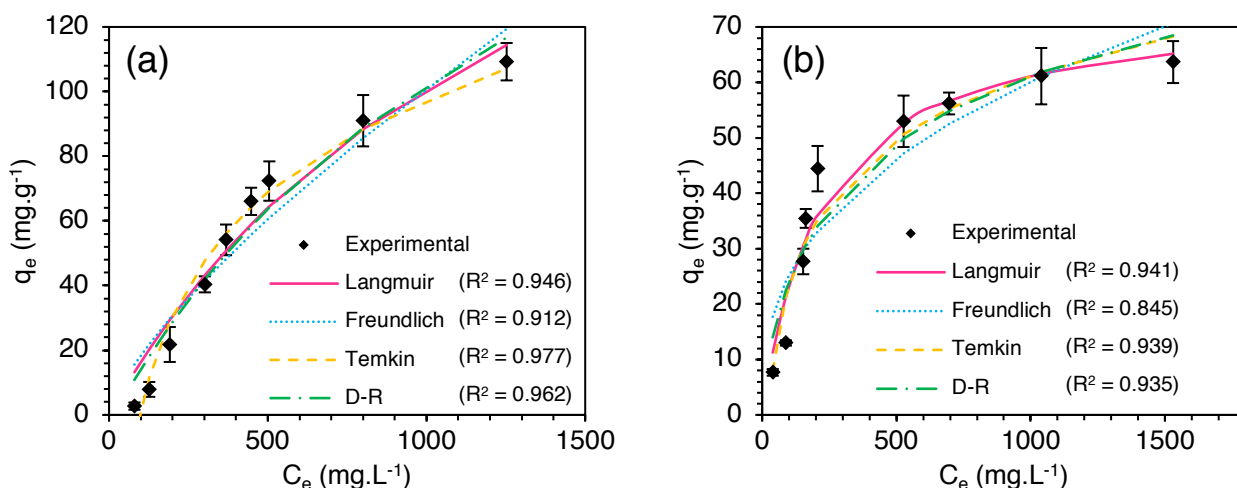 (a)
120
100
80
60
40
20
0
qₑ (mg.g⁻¹)
Experimental
Langmuir (R² = 0.946)
Freundlich (R² = 0.912)
Temkin (R² = 0.977)
D-R (R² = 0.962)
0 500 1000 1500
Cₑ (mg.L⁻¹)
(b)
70
60
50
40
30
20
10
0
qₑ (mg.g⁻¹)
Experimental
Langmuir (R² = 0.941)
Freundlich (R² = 0.845)
Temkin (R² = 0.939)
D-R (R² = 0.935)
0 500 1000 1500
Cₑ (mg.L⁻¹)